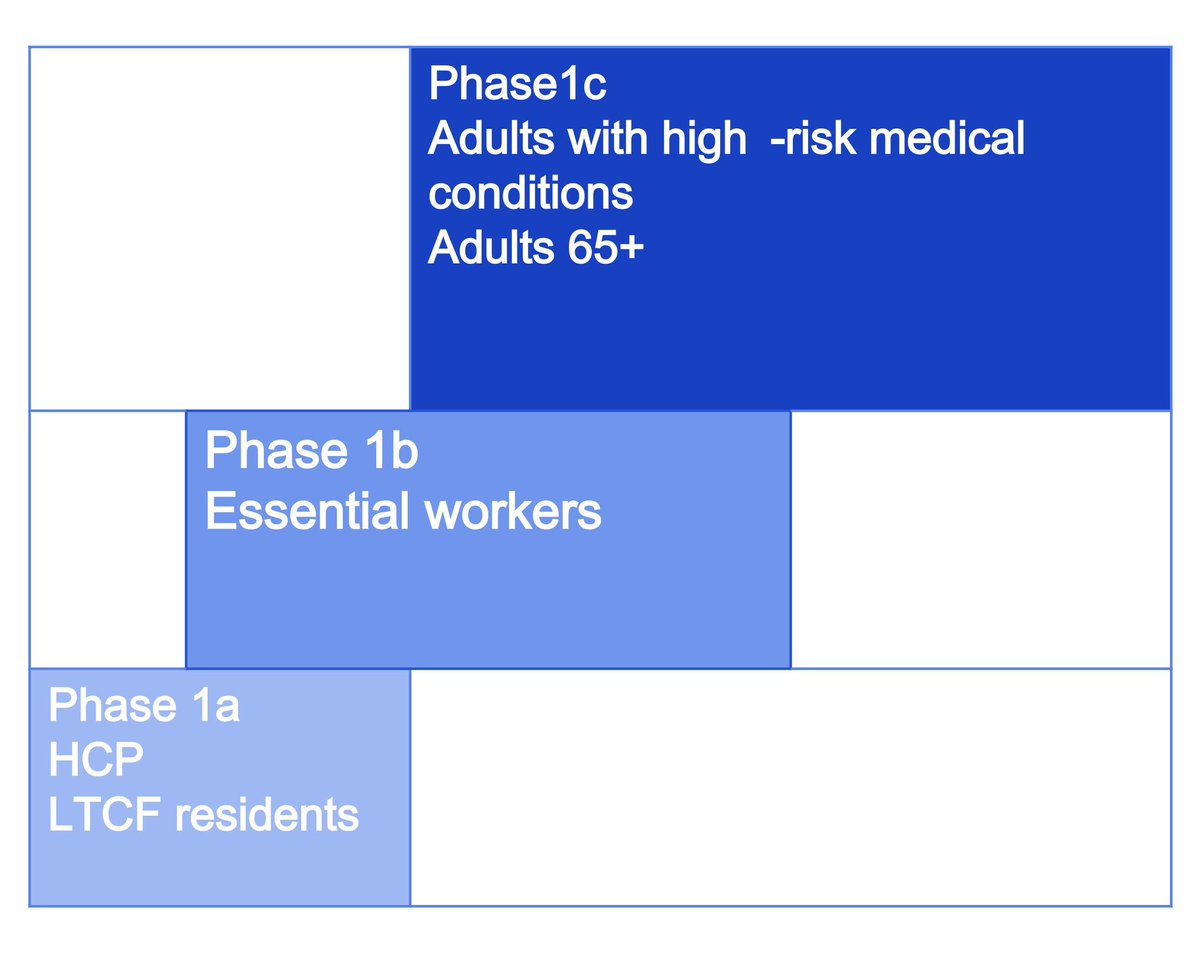 Phase1c
Adults with high  -risk medical
conditions
Adults 65+
Phase 1b
Essential workers
Phase 1a
HCP
LTCF residents